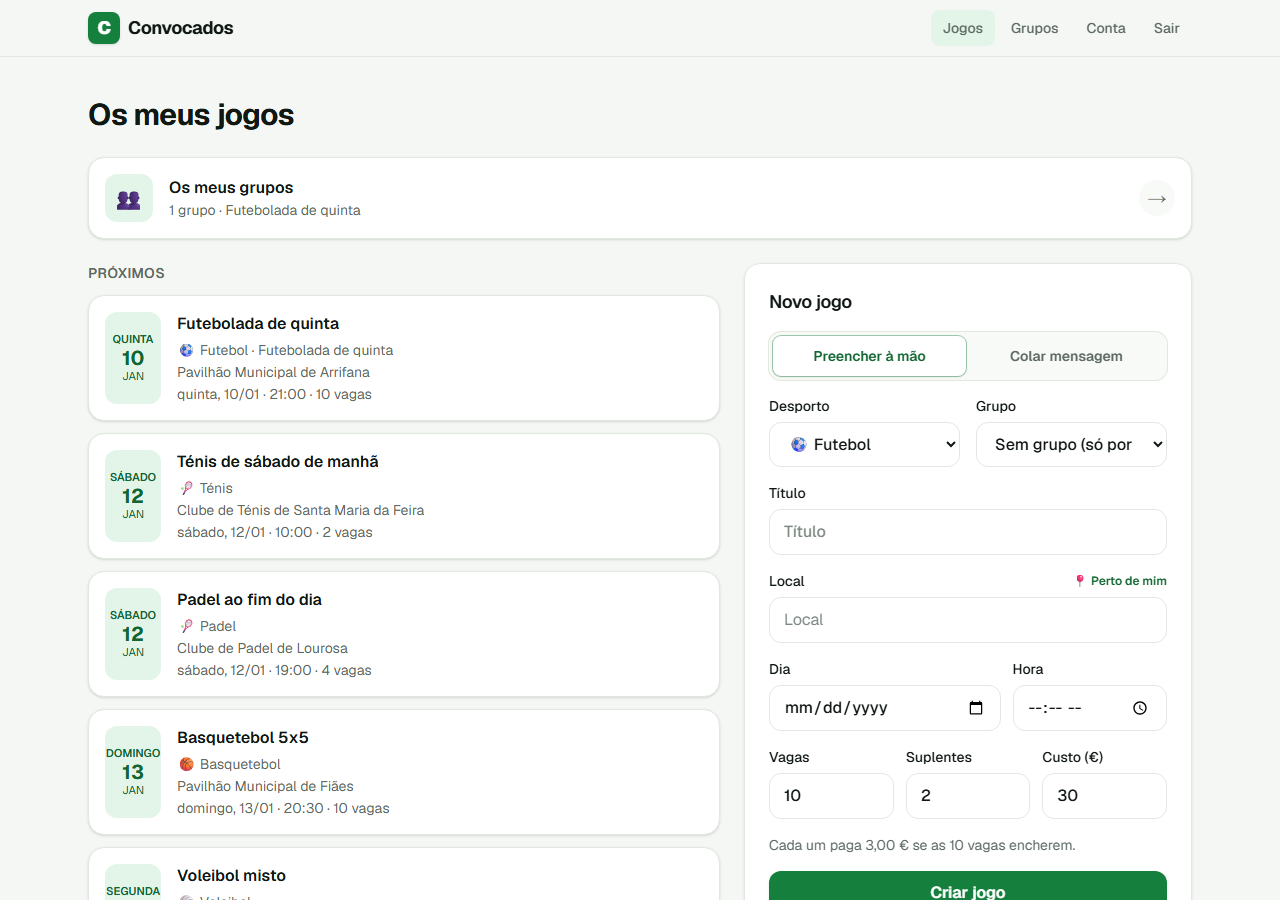 C Convocados
Jogos Grupos Conta Sair
Os meus jogos
Os meus grupos
1 grupo · Futebolada de quinta
→
PRÓXIMOS
QUINTA
10
JAN
Futebolada de quinta
Futebol · Futebolada de quinta
Pavilhão Municipal de Arrifana
quinta, 10/01 · 21:00 · 10 vagas
SÁBADO
12
JAN
Ténis de sábado de manhã
Ténis
Clube de Ténis de Santa Maria da Feira
sábado, 12/01 · 10:00 · 2 vagas
SÁBADO
12
JAN
Padel ao fim do dia
Padel
Clube de Padel de Lourosa
sábado, 12/01 · 19:00 · 4 vagas
DOMINGO
13
JAN
Basquetebol 5x5
Basquetebol
Pavilhão Municipal de Fiães
domingo, 13/01 · 20:30 · 10 vagas
SEGUNDA
Voleibol misto
Voleibol
Novo jogo
Preencher à mão Colar mensagem
Desporto Grupo
Futebol Sem grupo (só por
Título
Título
Local Perto de mim
Local
Dia Hora
mm/dd/yyyy --:-- --
Vagas Suplentes Custo (€)
10 2 30
Cada um paga 3,00 € se as 10 vagas encherem.
Criar jogo